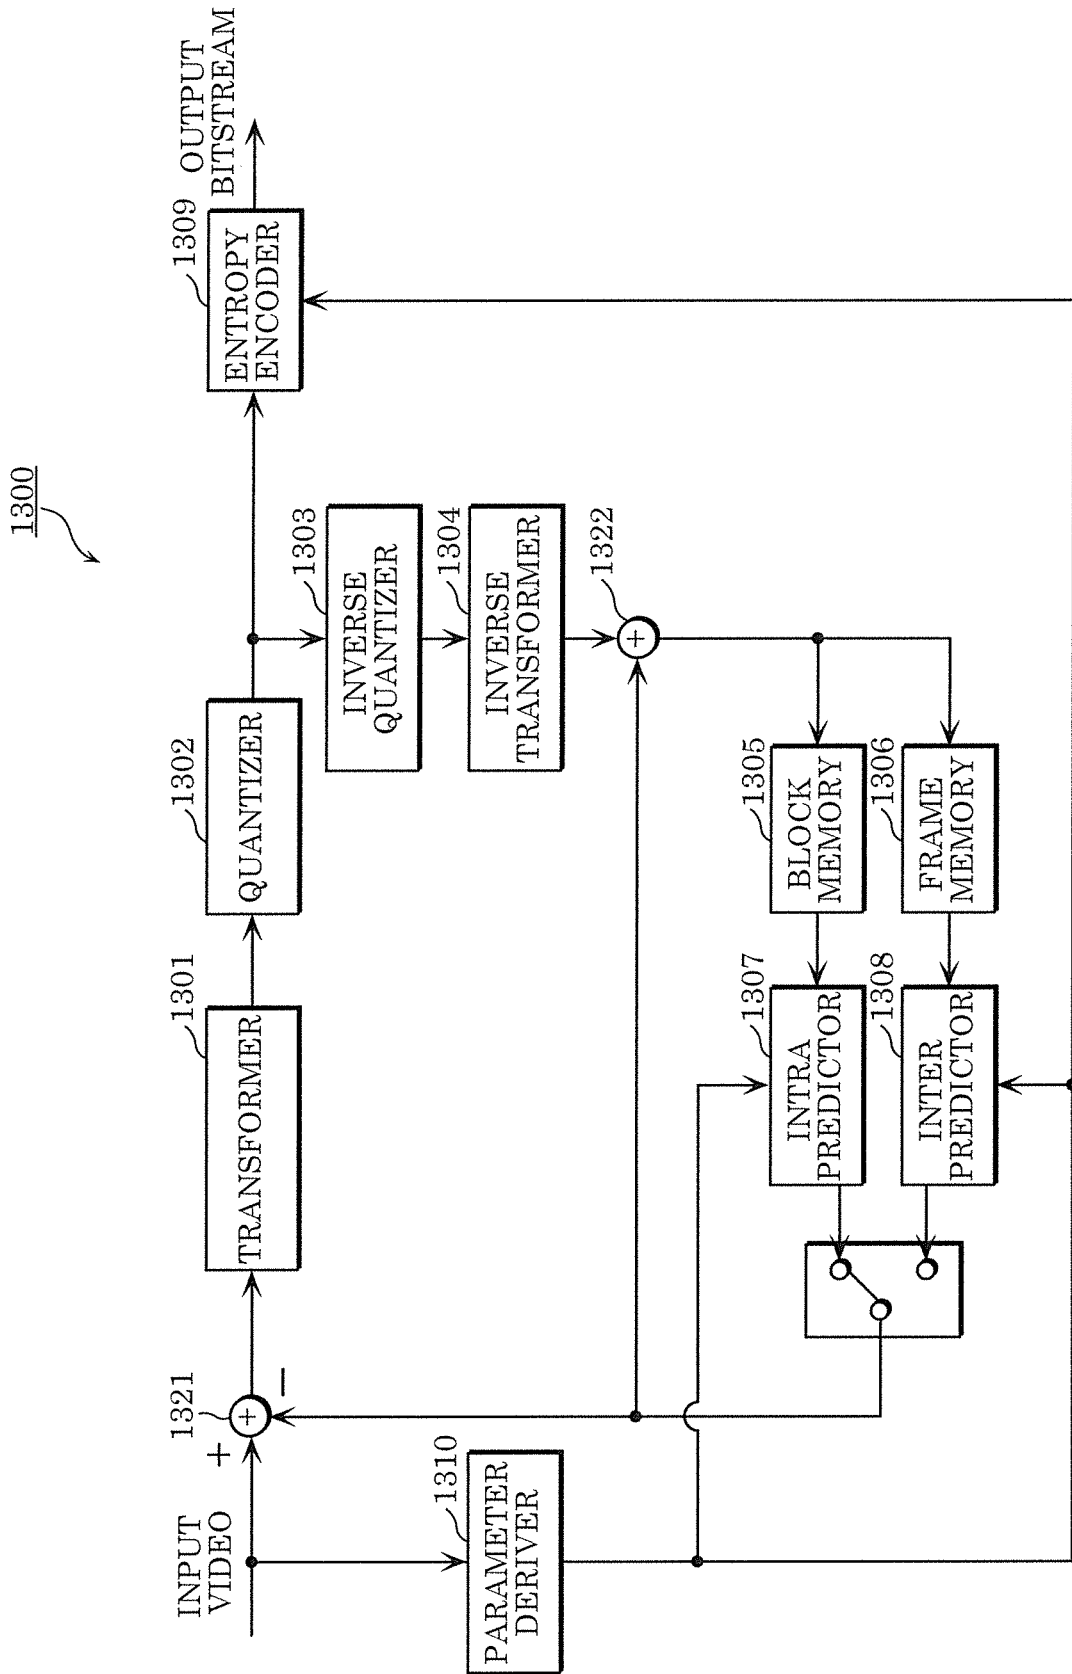 1300
INPUT
VIDEO
+
1321
+
−
1301
TRANSFORMER
1302
QUANTIZER
1309
ENTROPY
ENCODER
OUTPUT
BITSTREAM
1303
INVERSE
QUANTIZER
1304
INVERSE
TRANSFORMER
1322
+
1310
PARAMETER
DERIVER
1307
INTRA
PREDICTOR
1305
BLOCK
MEMORY
1308
INTER
PREDICTOR
1306
FRAME
MEMORY